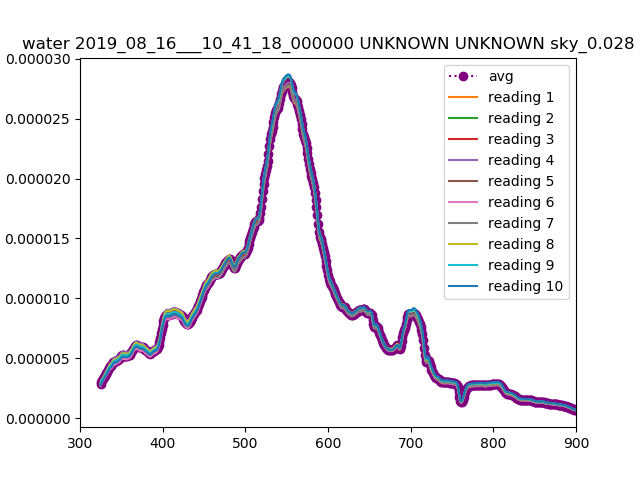 water 2019_08_16___10_41_18_000000 UNKNOWN UNKNOWN sky_0.028
0.000030
0.000025
0.000020
0.000015
0.000010
0.000005
0.000000
300 400 500 600 700 800 900
avg
reading 1
reading 2
reading 3
reading 4
reading 5
reading 6
reading 7
reading 8
reading 9
reading 10